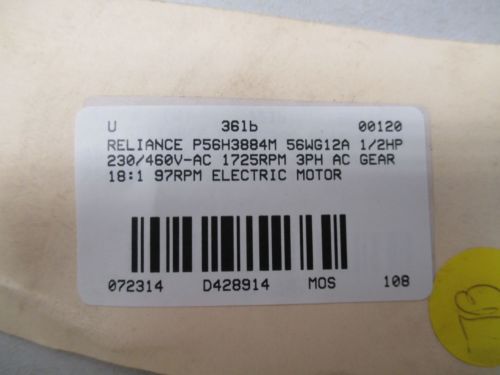 U 36lb 00120
RELIANCE P56H3884M 56WG12A 1/2HP
230/460V-AC 1725RPM 3PH AC GEAR
18:1 97RPM ELECTRIC MOTOR
072314 D428914 MOS 108